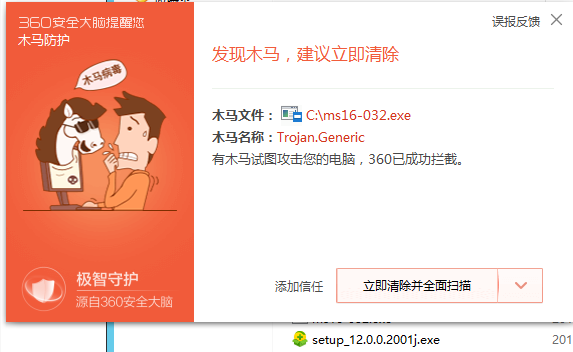 360安全大脑提醒您
木马防护
误报反馈
发现木马，建议立即清除
木马病毒
木马文件： C:\ms16-032.exe
木马名称：Trojan.Generic
有木马试图攻击您的电脑，360已成功拦截。
极智守护
源自360安全大脑
添加信任
立即清除并全面扫描
setup_12.0.0.2001j.exe
201